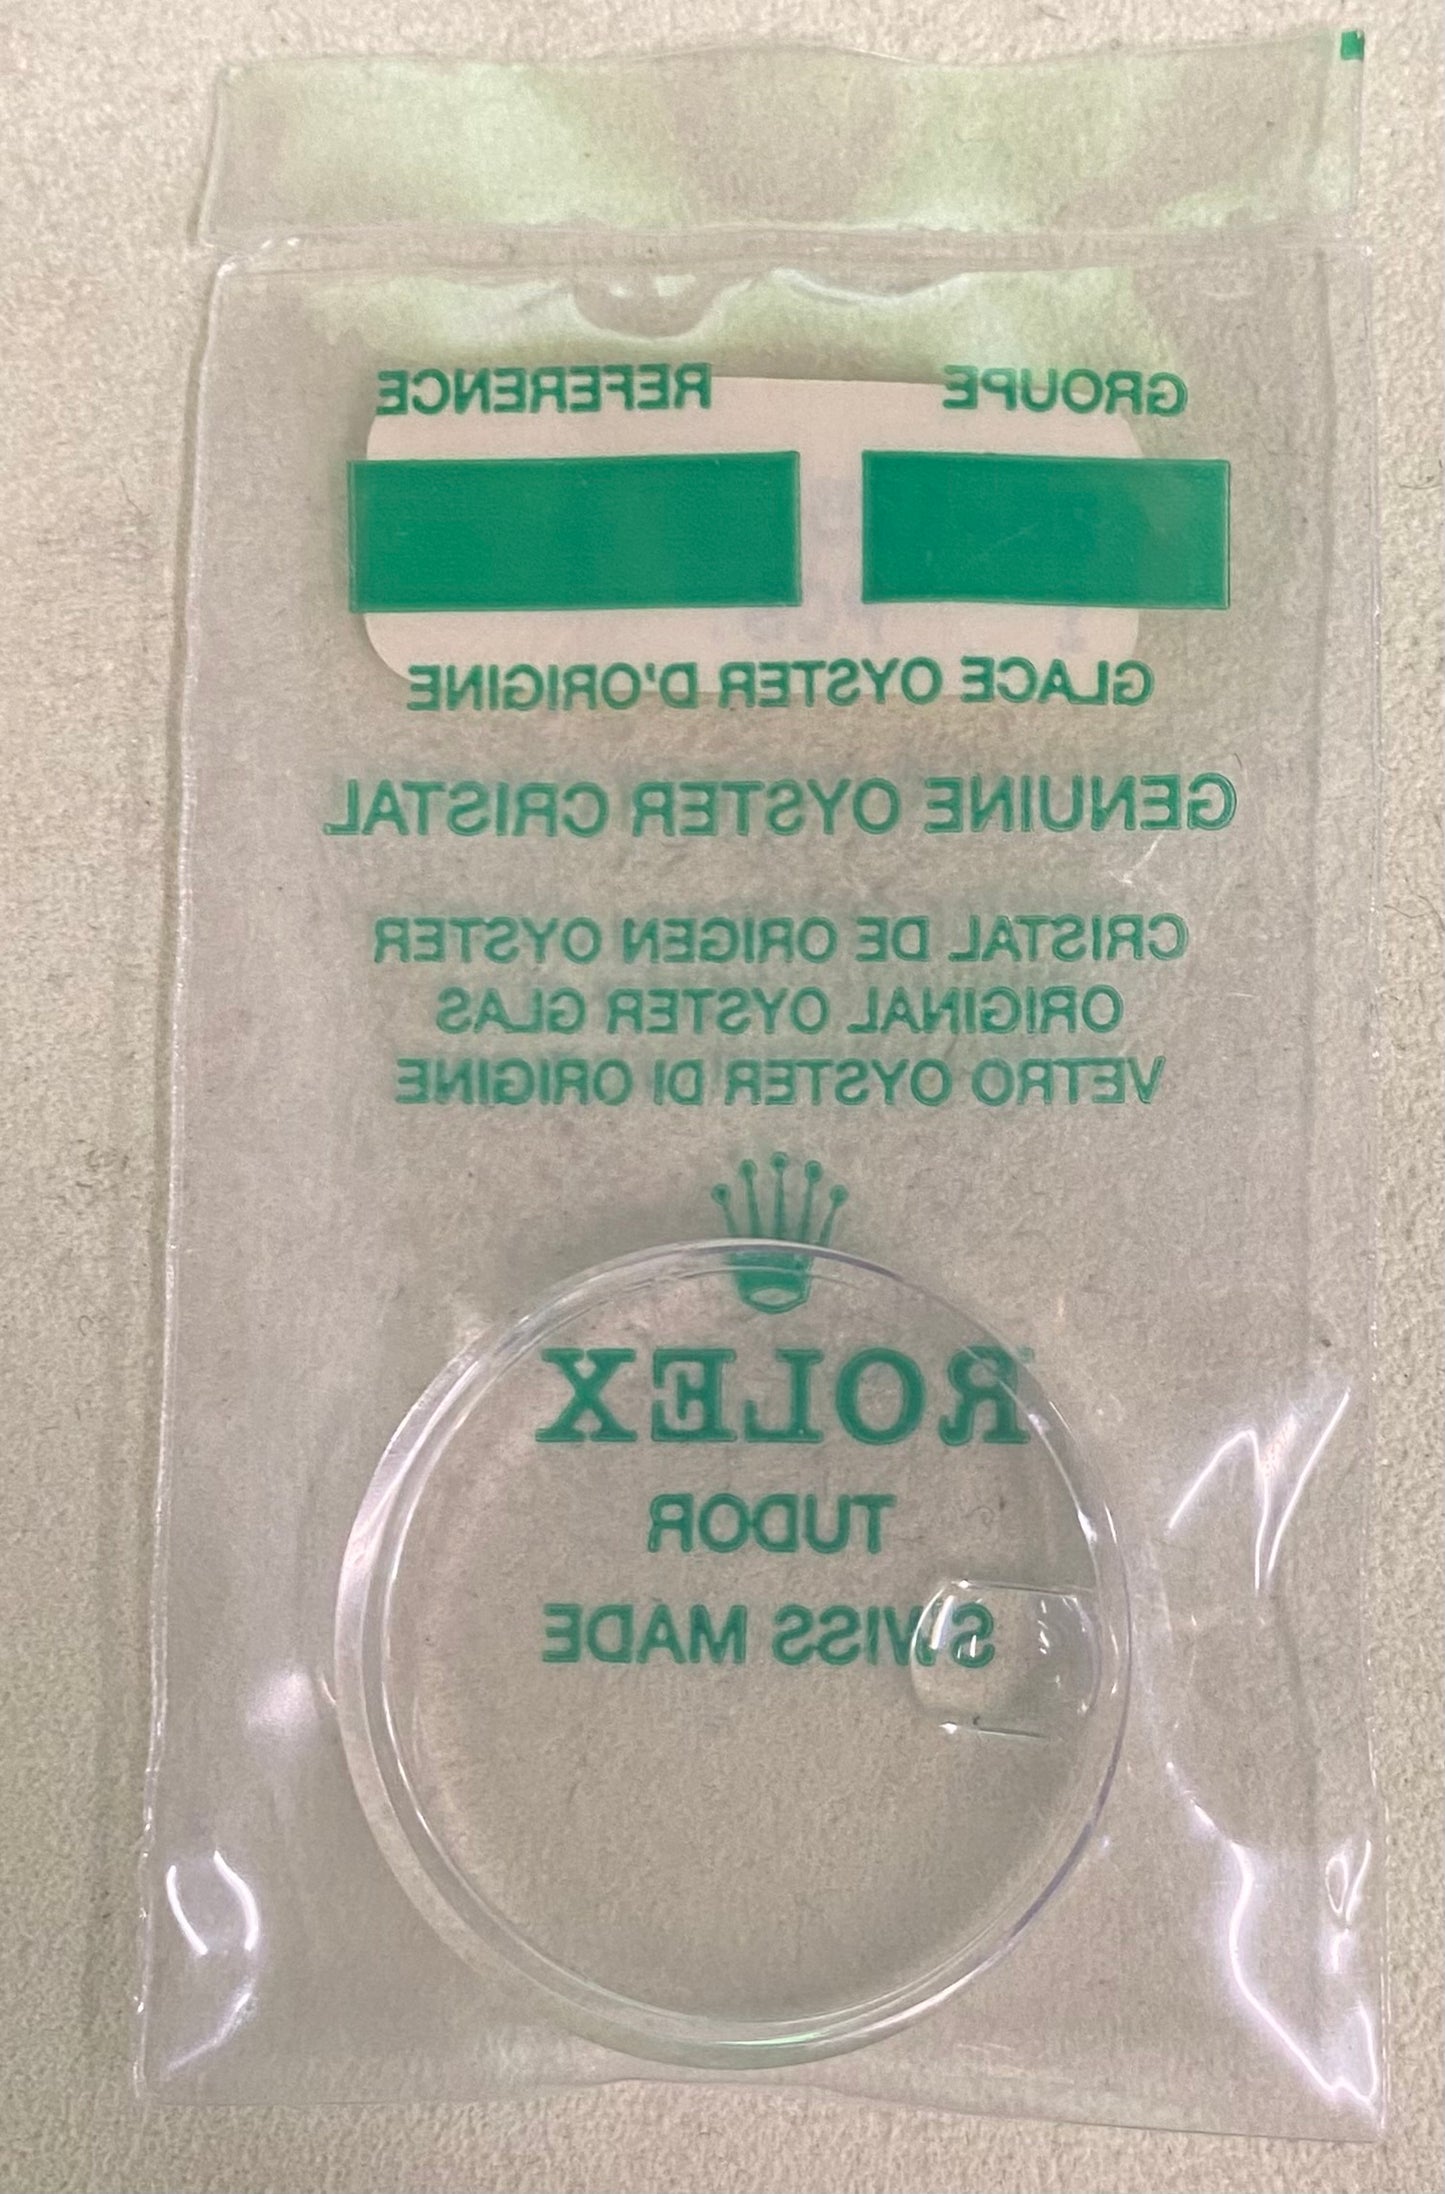 GROUPE REFERENCE
GLACE OYSTER D'ORIGINE
GENUINE OYSTER CRISTAL
CRISTAL DE ORIGEN OYSTER
ORIGINAL OYSTER GLAS
VETRO OYSTER DI ORIGINE
ROLEX
TUDOR
SWISS MADE